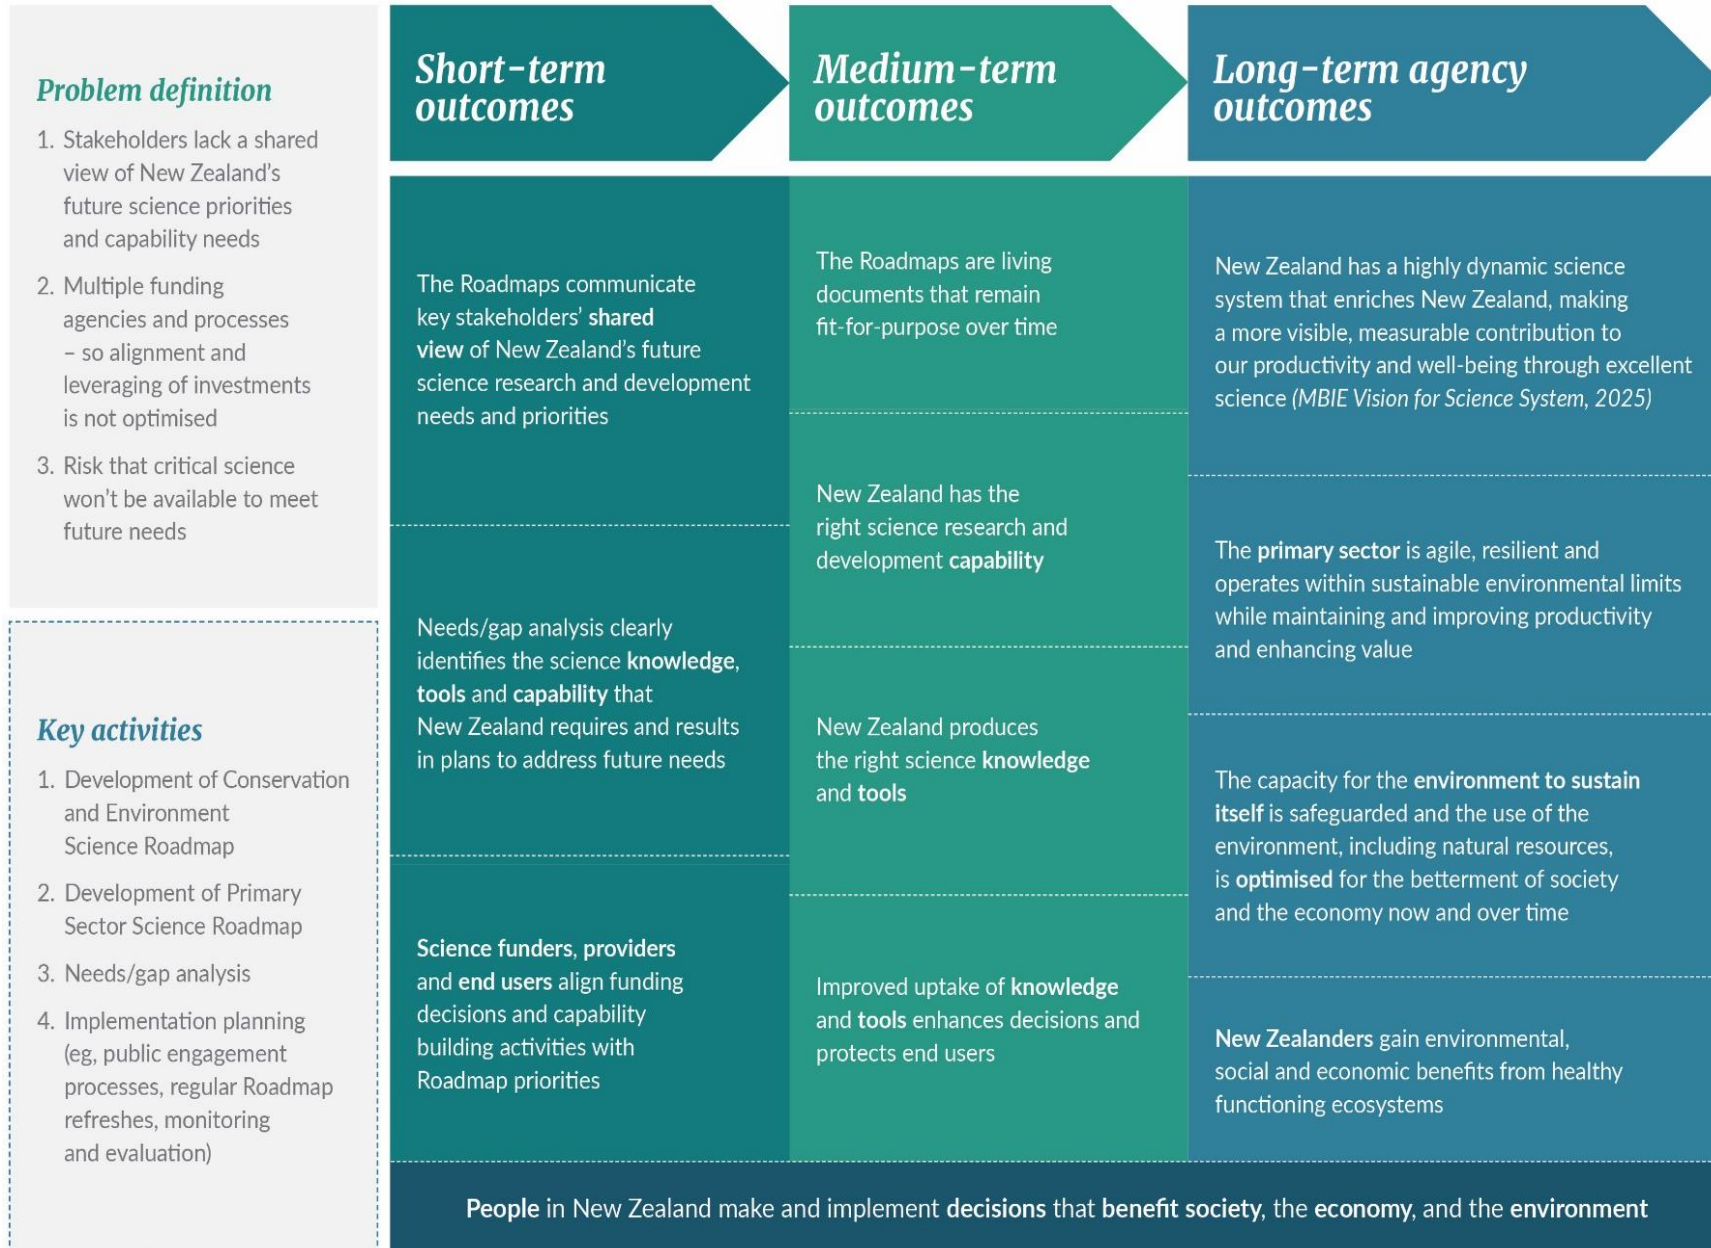 Problem definition
1. Stakeholders lack a shared
view of New Zealand’s
future science priorities
and capability needs
2. Multiple funding
agencies and processes
– so alignment and
leveraging of investments
is not optimised
3. Risk that critical science
won’t be available to meet
future needs
Key activities
1. Development of Conservation
and Environment
Science Roadmap
2. Development of Primary
Sector Science Roadmap
3. Needs/gap analysis
4. Implementation planning
(eg, public engagement
processes, regular Roadmap
refreshes, monitoring
and evaluation)
Short-term
outcomes
The Roadmaps communicate
key stakeholders’ shared
view of New Zealand’s future
science research and development
needs and priorities
Needs/gap analysis clearly
identifies the science knowledge,
tools and capability that
New Zealand requires and results
in plans to address future needs
Science funders, providers
and end users align funding
decisions and capability
building activities with
Roadmap priorities
Medium-term
outcomes
The Roadmaps are living
documents that remain
fit-for-purpose over time
New Zealand has the
right science research and
development capability
New Zealand produces
the right science knowledge
and tools
Improved uptake of knowledge
and tools enhances decisions and
protects end users
Long-term agency
outcomes
New Zealand has a highly dynamic science
system that enriches New Zealand, making
a more visible, measurable contribution to
our productivity and well-being through excellent
science (MBIE Vision for Science System, 2025)
The primary sector is agile, resilient and
operates within sustainable environmental limits
while maintaining and improving productivity
and enhancing value
The capacity for the environment to sustain
itself is safeguarded and the use of the
environment, including natural resources,
is optimised for the betterment of society
and the economy now and over time
New Zealanders gain environmental,
social and economic benefits from healthy
functioning ecosystems
People in New Zealand make and implement decisions that benefit society, the economy, and the environment